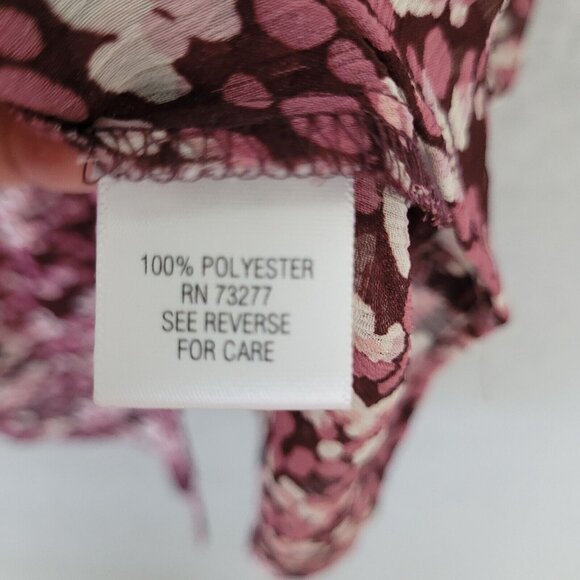 100% POLYESTER
RN 73277
SEE REVERSE
FOR CARE